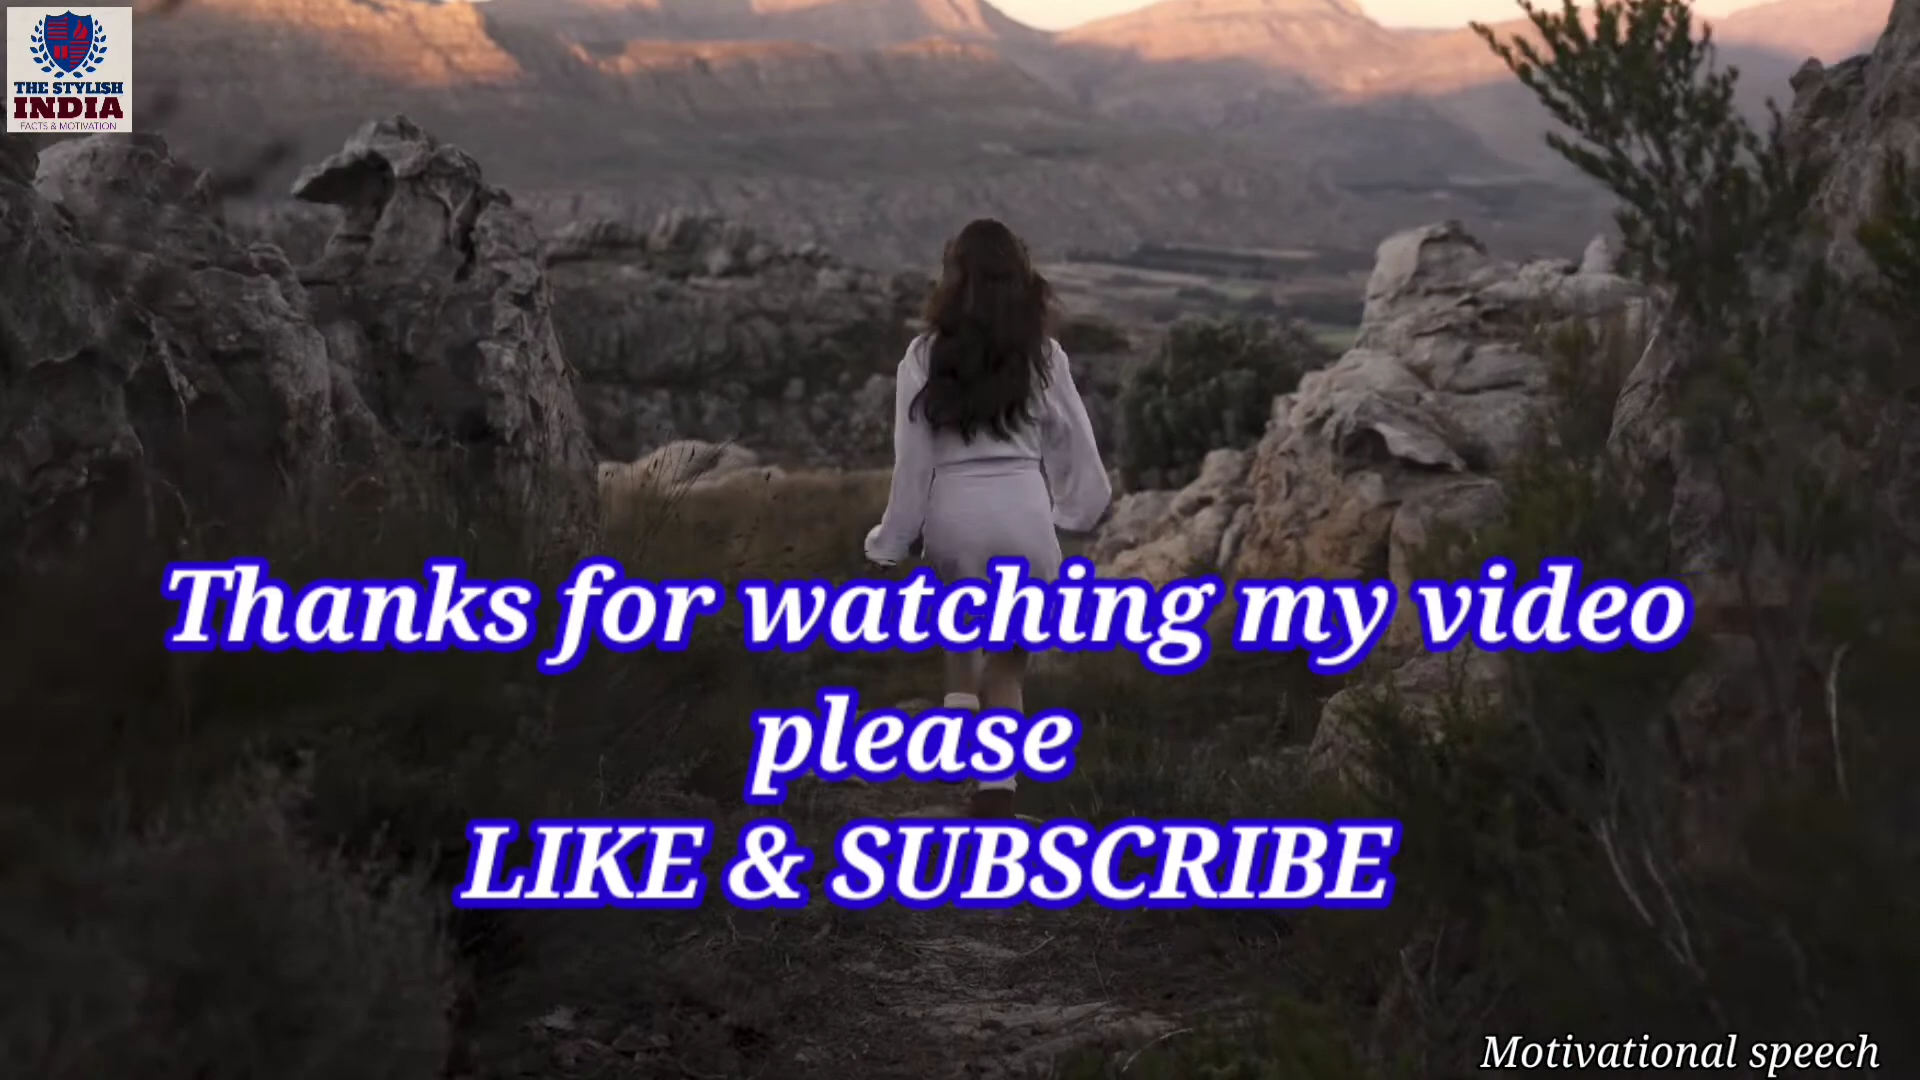 THE STYLISH
INDIA
FACTS & MOTIVATION
Thanks for watching my video
please
LIKE & SUBSCRIBE
Motivational speech